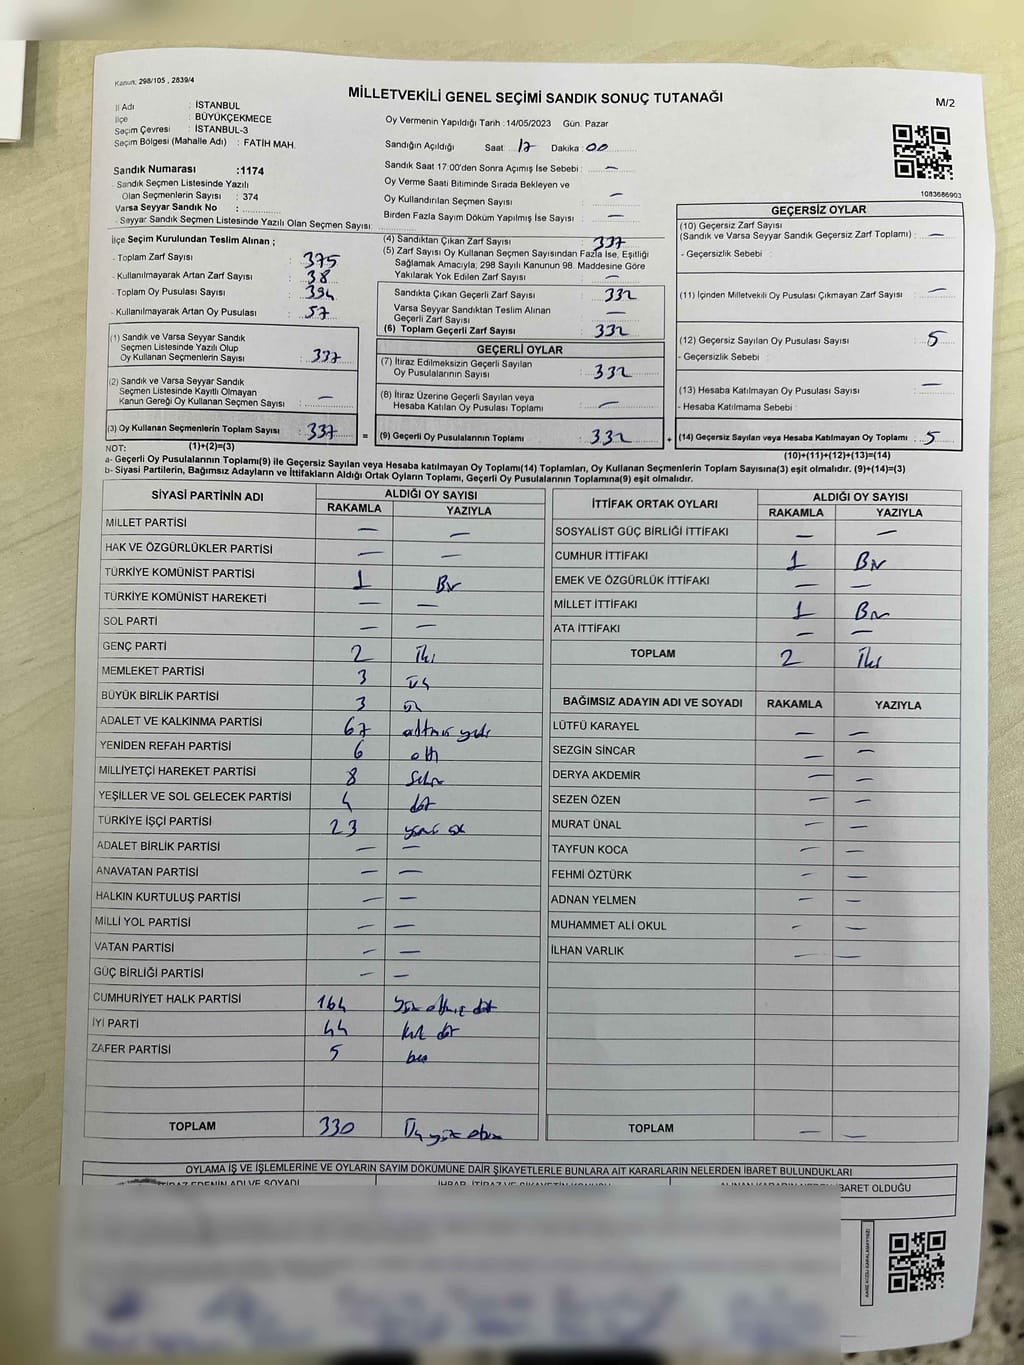 Kanun: 298/105 , 2839/4
MİLLETVEKİLİ GENEL SEÇİMİ SANDIK SONUÇ TUTANAĞI
M/2
İl Adı : İSTANBUL
İlçe : BÜYÜKÇEKMECE
Seçim Çevresi : İSTANBUL-3
Seçim Bölgesi (Mahalle Adı) : FATİH MAH.
Sandık Numarası :1174
- Sandık Seçmen Listesinde Yazılı
Olan Seçmenlerin Sayısı : 374
Varsa Seyyar Sandık No :
- Seyyar Sandık Seçmen Listesinde Yazılı Olan Seçmen Sayısı:
Oy Vermenin Yapıldığı Tarih : 14/05/2023 Gün: Pazar
Sandığın Açıldığı Saat: 17 Dakika: 00
Sandık Saat 17:00'den Sonra Açımış İse Sebebi : —
Oy Verme Saati Bitiminde Sırada Bekleyen ve
Oy Kullandırılan Seçmen Sayısı : —
Birden Fazla Sayım Döküm Yapılmış İse Sayısı : —
1083686903
İlçe Seçim Kurulundan Teslim Alınan ;
- Toplam Zarf Sayısı : 375
- Kullanılmayarak Artan Zarf Sayısı : 38
- Toplam Oy Pusulası Sayısı : 394
- Kullanılmayarak Artan Oy Pusulası : 57
(1) Sandık ve Varsa Seyyar Sandık
Seçmen Listesinde Yazılı Olup
Oy Kullanan Seçmenlerin Sayısı : 337
(2) Sandık ve Varsa Seyyar Sandık
Seçmen Listesinde Kayıtlı Olmayan
Kanun Gereği Oy Kullanan Seçmen Sayısı : —
(3) Oy Kullanan Seçmenlerin Toplam Sayısı : 337
(1)+(2)=(3)
(4) Sandıktan Çıkan Zarf Sayısı : 337
(5) Zarf Sayısı Oy Kullanan Seçmen Sayısından Fazla İse, Eşitliği
Sağlamak Amacıyla, 298 Sayılı Kanunun 98. Maddesine Göre
Yakılarak Yok Edilen Zarf Sayısı : —
Sandıkta Çıkan Geçerli Zarf Sayısı : 332
Varsa Seyyar Sandıktan Teslim Alınan
Geçerli Zarf Sayısı : —
(6) Toplam Geçerli Zarf Sayısı : 332
GEÇERLİ OYLAR
(7) İtiraz Edilmeksizin Geçerli Sayılan
Oy Pusulalarının Sayısı : 332
(8) İtiraz Üzerine Geçerli Sayılan veya
Hesaba Katılan Oy Pusulası Toplamı : —
= (9) Geçerli Oy Pusulalarının Toplamı : 332
GEÇERSİZ OYLAR
(10) Geçersiz Zarf Sayısı
(Sandık ve Varsa Seyyar Sandık Geçersiz Zarf Toplamı) : —
- Geçersizlik Sebebi :
(11) İçinden Milletvekili Oy Pusulası Çıkmayan Zarf Sayısı : —
(12) Geçersiz Sayılan Oy Pusulası Sayısı : 5
- Geçersizlik Sebebi :
(13) Hesaba Katılmayan Oy Pusulası Sayısı : —
- Hesaba Katılmama Sebebi :
+ (14) Geçersiz Sayılan veya Hesaba Katılmayan Oy Toplamı : 5
(10)+(11)+(12)+(13)=(14)
NOT:
a- Geçerli Oy Pusulalarının Toplamı(9) ile Geçersiz Sayılan veya Hesaba katılmayan Oy Toplamı(14) Toplamları, Oy Kullanan Seçmenlerin Toplam Sayısına(3) eşit olmalıdır. (9)+(14)=(3)
b- Siyasi Partilerin, Bağımsız Adayların ve İttifakların Aldığı Ortak Oyların Toplamı, Geçerli Oy Pusulalarının Toplamına(9) eşit olmalıdır.
SİYASİ PARTİNİN ADI ALDIĞI OY SAYISI
RAKAMLA YAZIYLA
MİLLET PARTİSİ — —
HAK VE ÖZGÜRLÜKLER PARTİSİ — —
TÜRKİYE KOMÜNİST PARTİSİ 1 Bir
TÜRKİYE KOMÜNİST HAREKETİ — —
SOL PARTİ — —
GENÇ PARTİ 2 İki
MEMLEKET PARTİSİ 3 üç
BÜYÜK BİRLİK PARTİSİ 3 üç
ADALET VE KALKINMA PARTİSİ 67 altmış yedi
YENİDEN REFAH PARTİSİ 6 altı
MİLLİYETÇİ HAREKET PARTİSİ 8 Sekiz
YEŞİLLER VE SOL GELECEK PARTİSİ 4 dört
TÜRKİYE İŞÇİ PARTİSİ 23 yirmi üç
ADALET BİRLİK PARTİSİ — —
ANAVATAN PARTİSİ — —
HALKIN KURTULUŞ PARTİSİ — —
MİLLİ YOL PARTİSİ — —
VATAN PARTİSİ — —
GÜÇ BİRLİĞİ PARTİSİ — —
CUMHURİYET HALK PARTİSİ 164 Yüz altmış dört
İYİ PARTİ 44 kırk dört
ZAFER PARTİSİ 5 beş
TOPLAM 330 Üç yüz otuz
İTTİFAK ORTAK OYLARI ALDIĞI OY SAYISI
RAKAMLA YAZIYLA
SOSYALİST GÜÇ BİRLİĞİ İTTİFAKI — —
CUMHUR İTTİFAKI 1 Bir
EMEK VE ÖZGÜRLÜK İTTİFAKI — —
MİLLET İTTİFAKI 1 Bir
ATA İTTİFAKI — —
TOPLAM 2 İki
BAĞIMSIZ ADAYIN ADI VE SOYADI RAKAMLA YAZIYLA
LÜTFÜ KARAYEL — —
SEZGİN SİNCAR — —
DERYA AKDEMİR — —
SEZEN ÖZEN — —
MURAT ÜNAL — —
TAYFUN KOCA — —
FEHMİ ÖZTÜRK — —
ADNAN YELMEN — —
MUHAMMET ALİ OKUL — —
İLHAN VARLIK — —
TOPLAM — —
OYLAMA İŞ VE İŞLEMLERİNE VE OYLARIN SAYIM DÖKÜMÜNE DAİR ŞİKAYETLERLE BUNLARA AİT KARARLARIN NELERDEN İBARET BULUNDUKLARI
İTİRAZ EDENİN ADI VE SOYADI İHBAR, İTİRAZ VE ŞİKAYETİN KONUSU ALINAN KARARIN NEDEN İBARET OLDUĞU